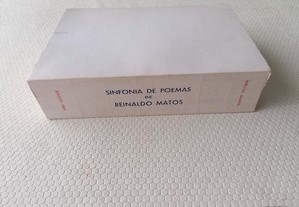 SINFONIA DE POEMAS
DE
REINALDO MATOS